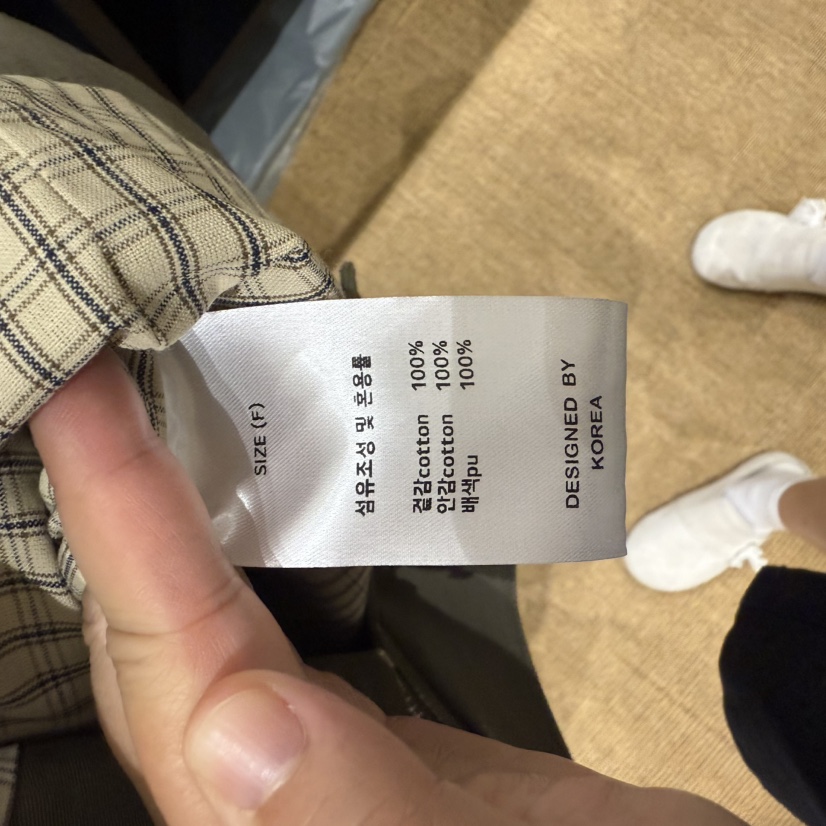 SIZE (F)
섬유조성 및 혼용률
겉감cotton 100%
안감cotton 100%
배색pu 100%
DESIGNED BY
KOREA